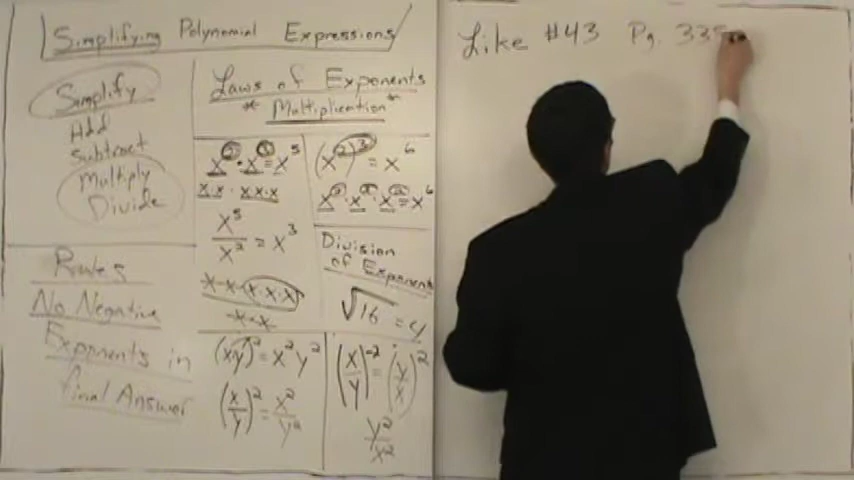 Simplifying Polynomial Expressions
Simplify
Add
Subtract
Multiply
Divide
Rules
No Negative
Exponents in
final Answer
Laws of Exponents
* Multiplication *
x² · x³ = x⁵
x·x · x·x·x
(x²)³ = x⁶
x² · x² · x² = x⁶
x⁵/x² = x³
x·x·x·x·x/x·x
Division
of Exponents
√16 = 4
(xy)² = x²y²
(x/y)² = x²/y²
(x/y)⁻² = (y/x)²
y²/x²
Like #43 Pg. 335